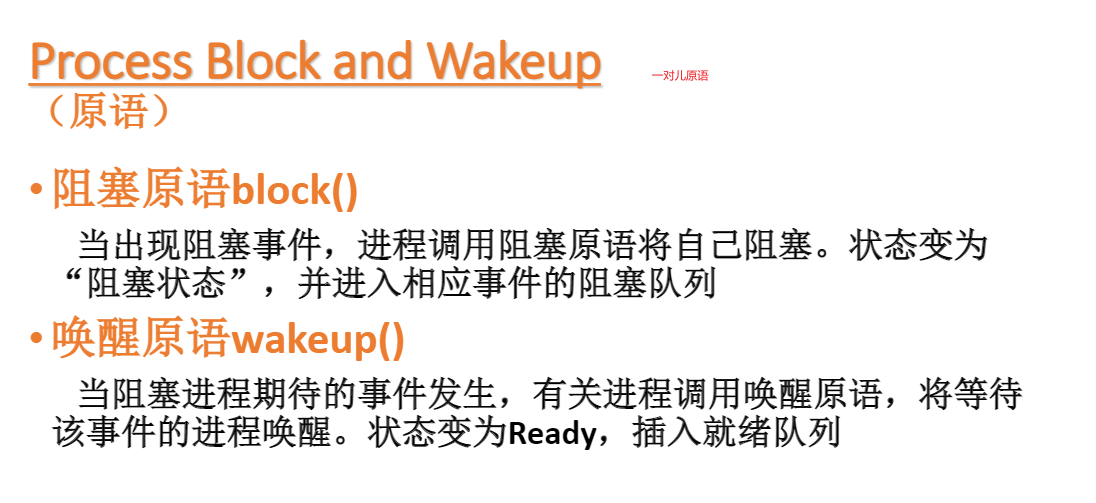 Process Block and Wakeup
一对儿原语
（原语）
•阻塞原语block()
当出现阻塞事件，进程调用阻塞原语将自己阻塞。状态变为
“阻塞状态”，并进入相应事件的阻塞队列
•唤醒原语wakeup()
当阻塞进程期待的事件发生，有关进程调用唤醒原语，将等待
该事件的进程唤醒。状态变为Ready，插入就绪队列